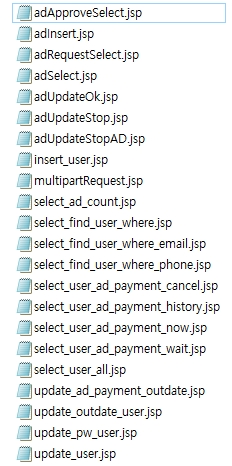 adApproveSelect.jsp
adInsert.jsp
adRequestSelect.jsp
adSelect.jsp
adUpdateOk.jsp
adUpdateStop.jsp
adUpdateStopAD.jsp
insert_user.jsp
multipartRequest.jsp
select_ad_count.jsp
select_find_user_where.jsp
select_find_user_where_email.jsp
select_find_user_where_phone.jsp
select_user_ad_payment_cancel.jsp
select_user_ad_payment_history.jsp
select_user_ad_payment_now.jsp
select_user_ad_payment_wait.jsp
select_user_all.jsp
update_ad_payment_outdate.jsp
update_outdate_user.jsp
update_pw_user.jsp
update_user.jsp